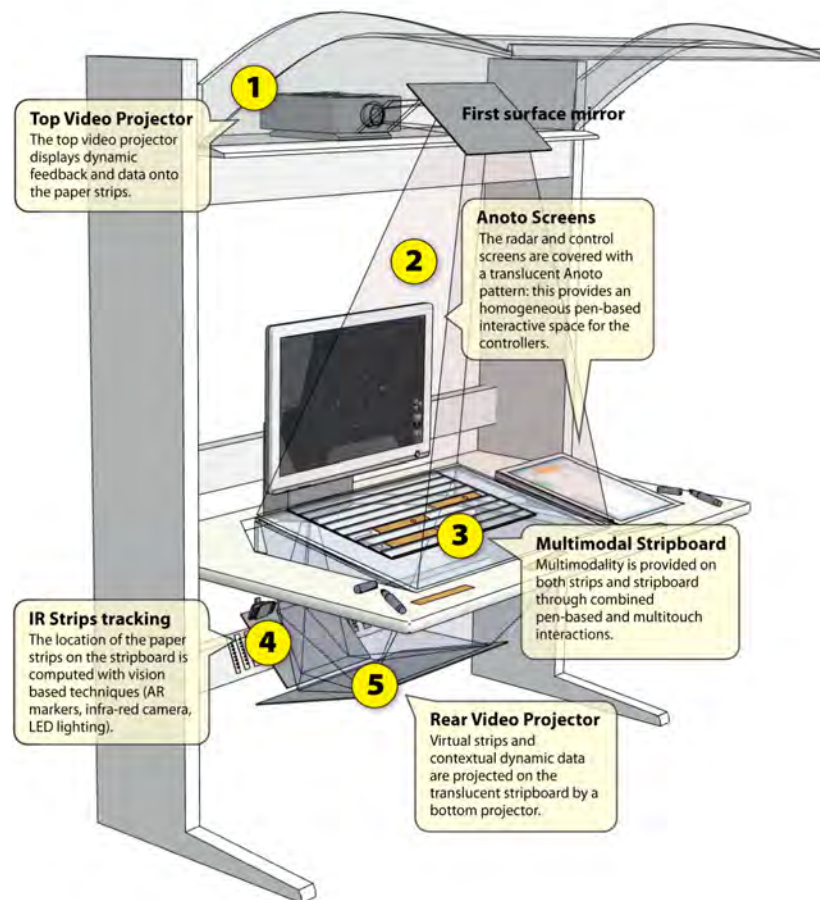 1
Top Video Projector
The top video projector
displays dynamic
feedback and data onto
the paper strips.
First surface mirror
2
Anoto Screens
The radar and control
screens are covered with
a translucent Anoto
pattern: this provides an
homogeneous pen-based
interactive space for the
controllers.
3
Multimodal Stripboard
Multimodality is provided on
both strips and stripboard
through combined
pen-based and multitouch
interactions.
IR Strips tracking
The location of the paper
strips on the stripboard is
computed with vision
based techniques (AR
markers, infra-red camera,
LED lighting).
4
5
Rear Video Projector
Virtual strips and
contextual dynamic data
are projected on the
translucent stripboard by a
bottom projector.